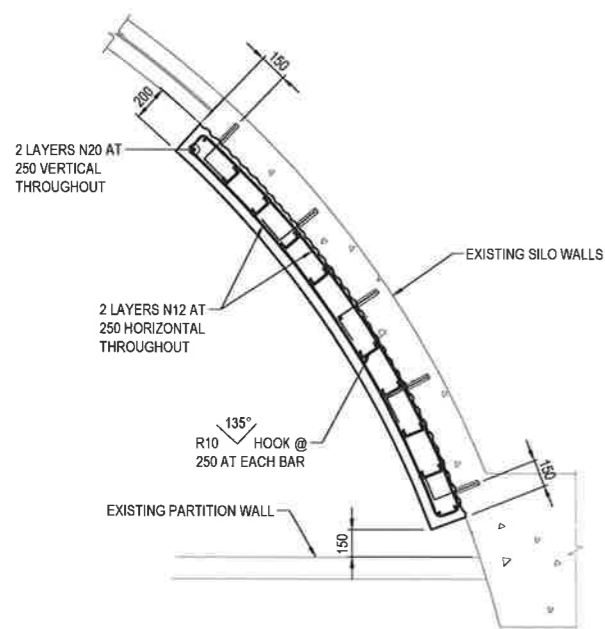 150
200
2 LAYERS N20 AT
250 VERTICAL
THROUGHOUT
EXISTING SILO WALLS
2 LAYERS N12 AT
250 HORIZONTAL
THROUGHOUT
135°
R10 HOOK @
250 AT EACH BAR
150
EXISTING PARTITION WALL
150